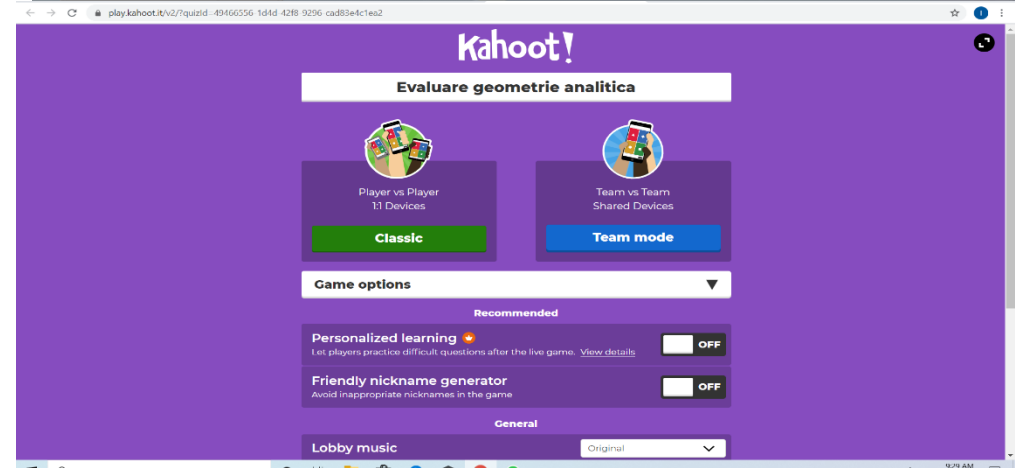 play.kahoot.it/v2/?quizId=49466556-1d4d-42f8-9296-cad83e4c1ea2
Kahoot!
Evaluare geometrie analitica
Player vs Player
1:1 Devices
Classic
Team vs Team
Shared Devices
Team mode
Game options
Recommended
Personalized learning
Let players practice difficult questions after the live game. View details
OFF
Friendly nickname generator
Avoid inappropriate nicknames in the game
OFF
General
Lobby music
Original
9:29 AM